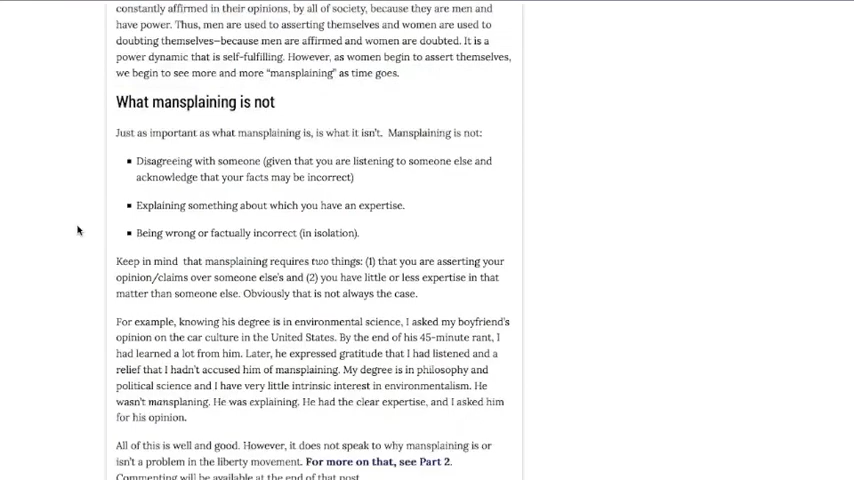 constantly affirmed in their opinions, by all of society, because they are men and
have power. Thus, men are used to asserting themselves and women are used to
doubting themselves—because men are affirmed and women are doubted. It is a
power dynamic that is self-fulfilling. However, as women begin to assert themselves,
we begin to see more and more “mansplaining” as time goes.
What mansplaining is not
Just as important as what mansplaining is, is what it isn't. Mansplaining is not:
▪ Disagreeing with someone (given that you are listening to someone else and
acknowledge that your facts may be incorrect)
▪ Explaining something about which you have an expertise.
▪ Being wrong or factually incorrect (in isolation).
Keep in mind that mansplaining requires two things: (1) that you are asserting your
opinion/claims over someone else's and (2) you have little or less expertise in that
matter than someone else. Obviously that is not always the case.
For example, knowing his degree is in environmental science, I asked my boyfriend's
opinion on the car culture in the United States. By the end of his 45-minute rant, I
had learned a lot from him. Later, he expressed gratitude that I had listened and a
relief that I hadn't accused him of mansplaining. My degree is in philosophy and
political science and I have very little intrinsic interest in environmentalism. He
wasn't mansplaning. He was explaining. He had the clear expertise, and I asked him
for his opinion.
All of this is well and good. However, it does not speak to why mansplaining is or
isn't a problem in the liberty movement. For more on that, see Part 2.
Commenting will be available at the end of that post.